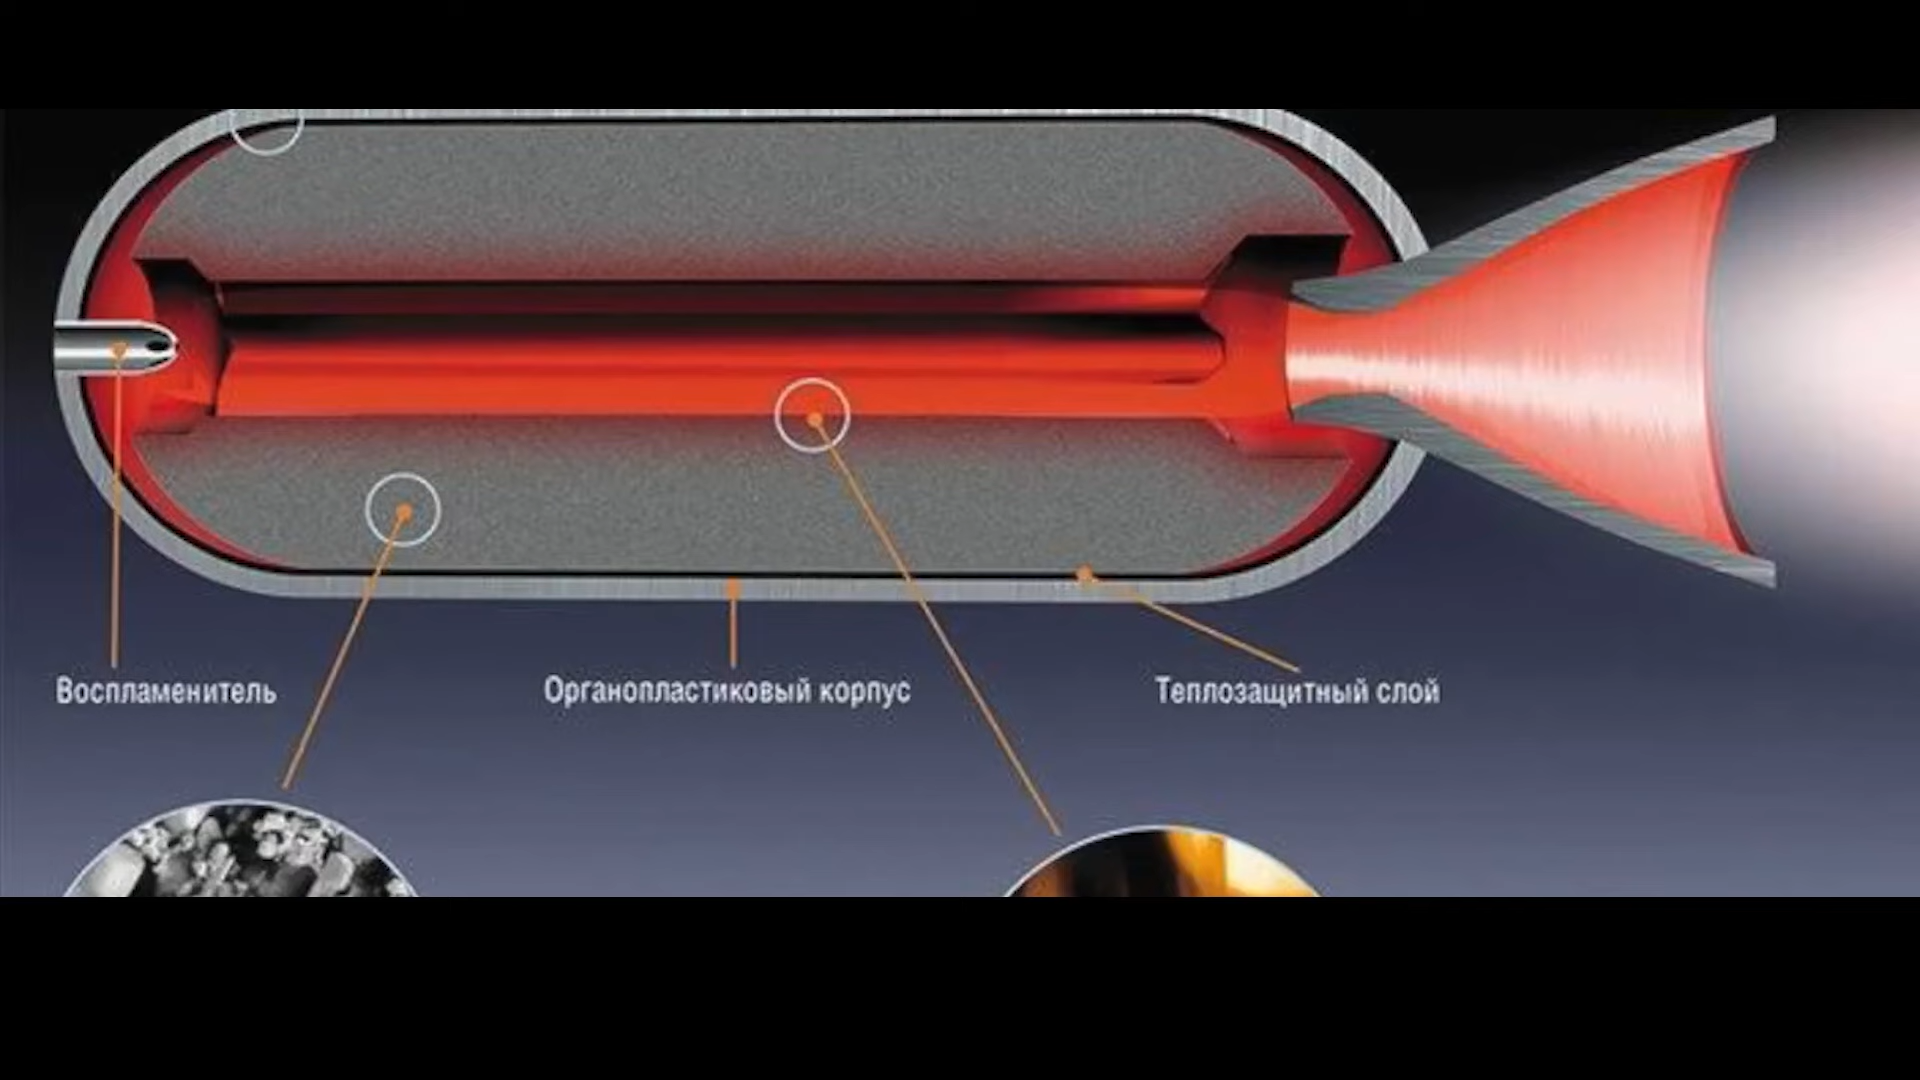 Воспламенитель
Органопластиковый корпус
Теплозащитный слой